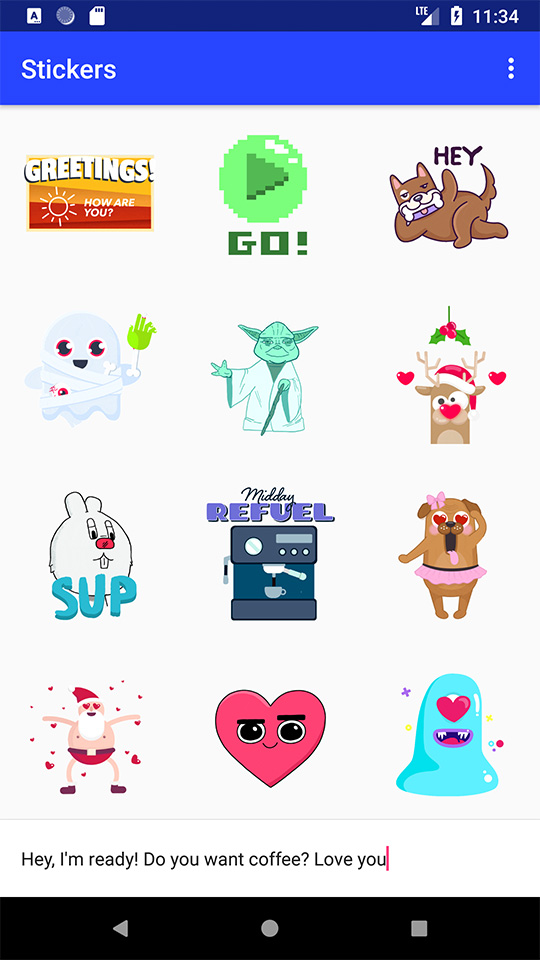 LTE 11:34
Stickers
GREETINGS!
HOW ARE
YOU?
GO!
HEY
SUP
Midday
REFUEL
Hey, I'm ready! Do you want coffee? Love you